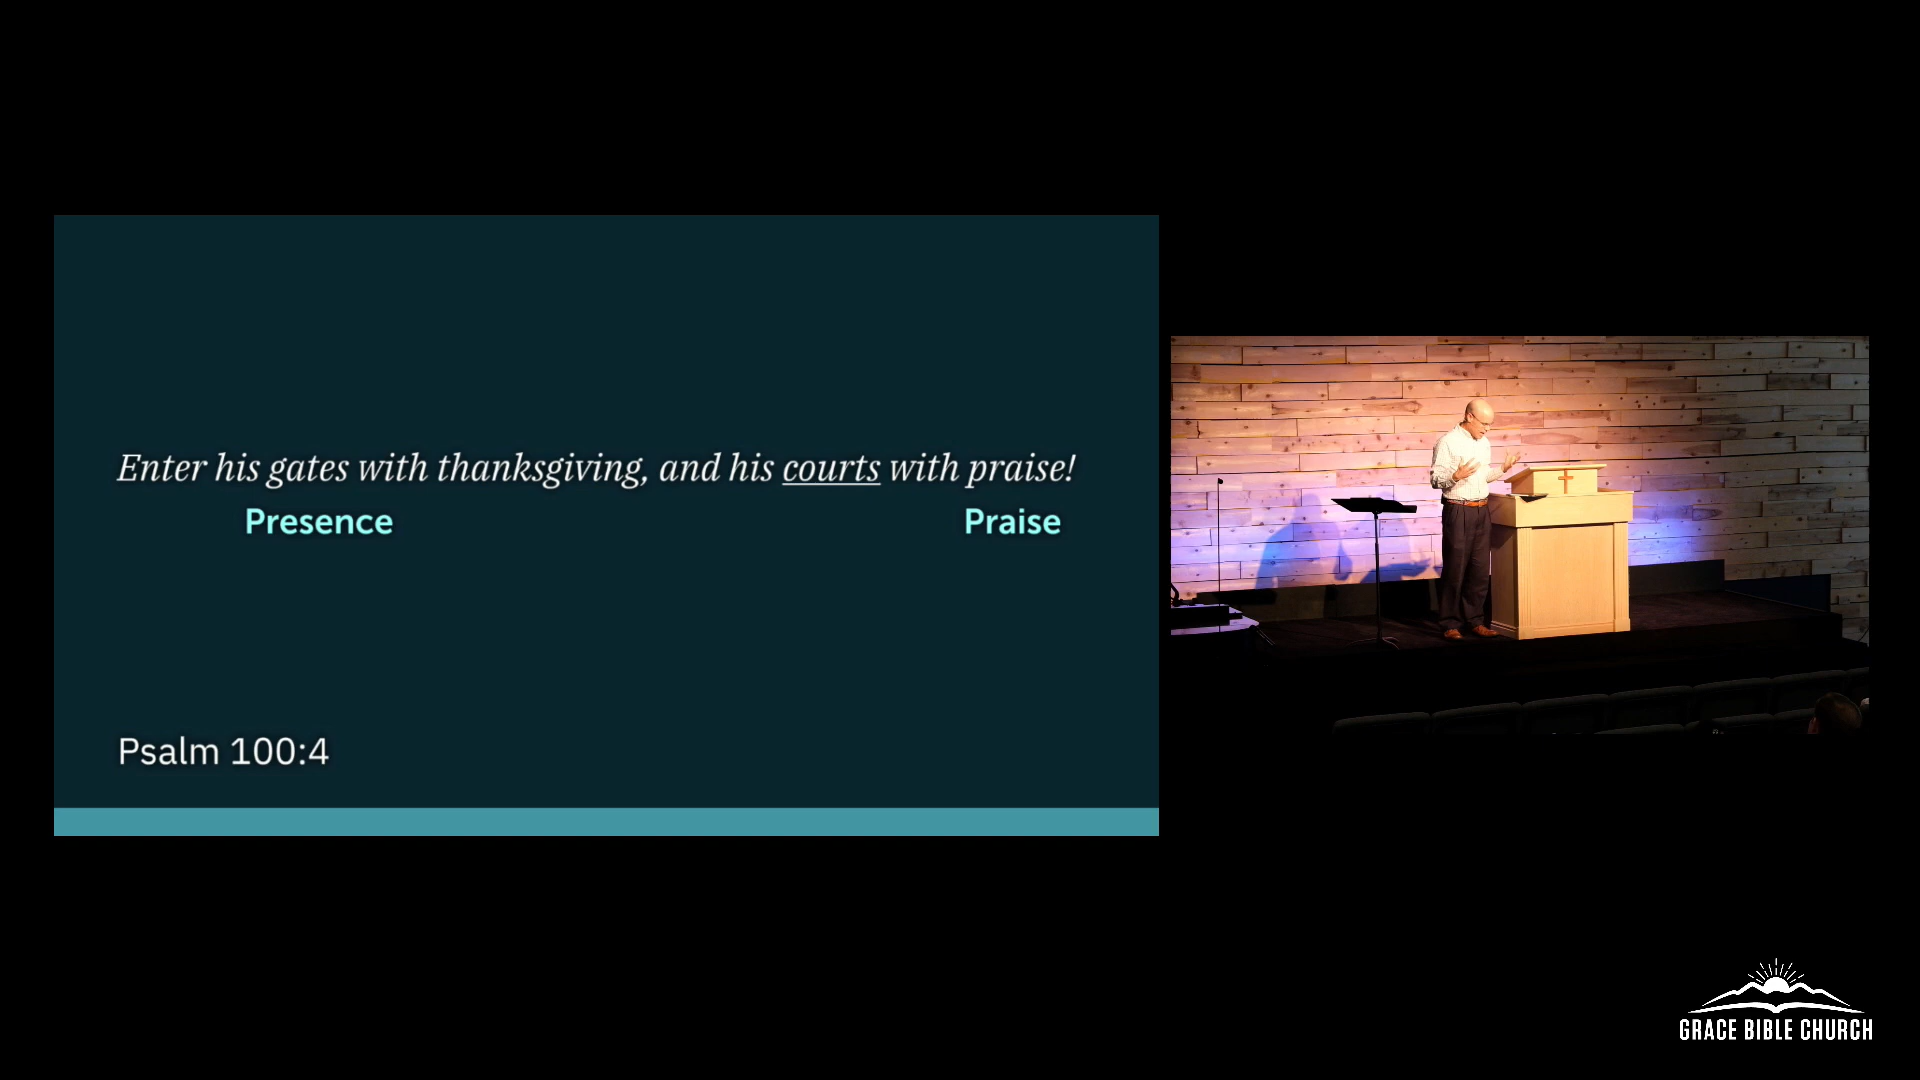 Enter his gates with thanksgiving, and his courts with praise!
Presence Praise
Psalm 100:4
GRACE BIBLE CHURCH